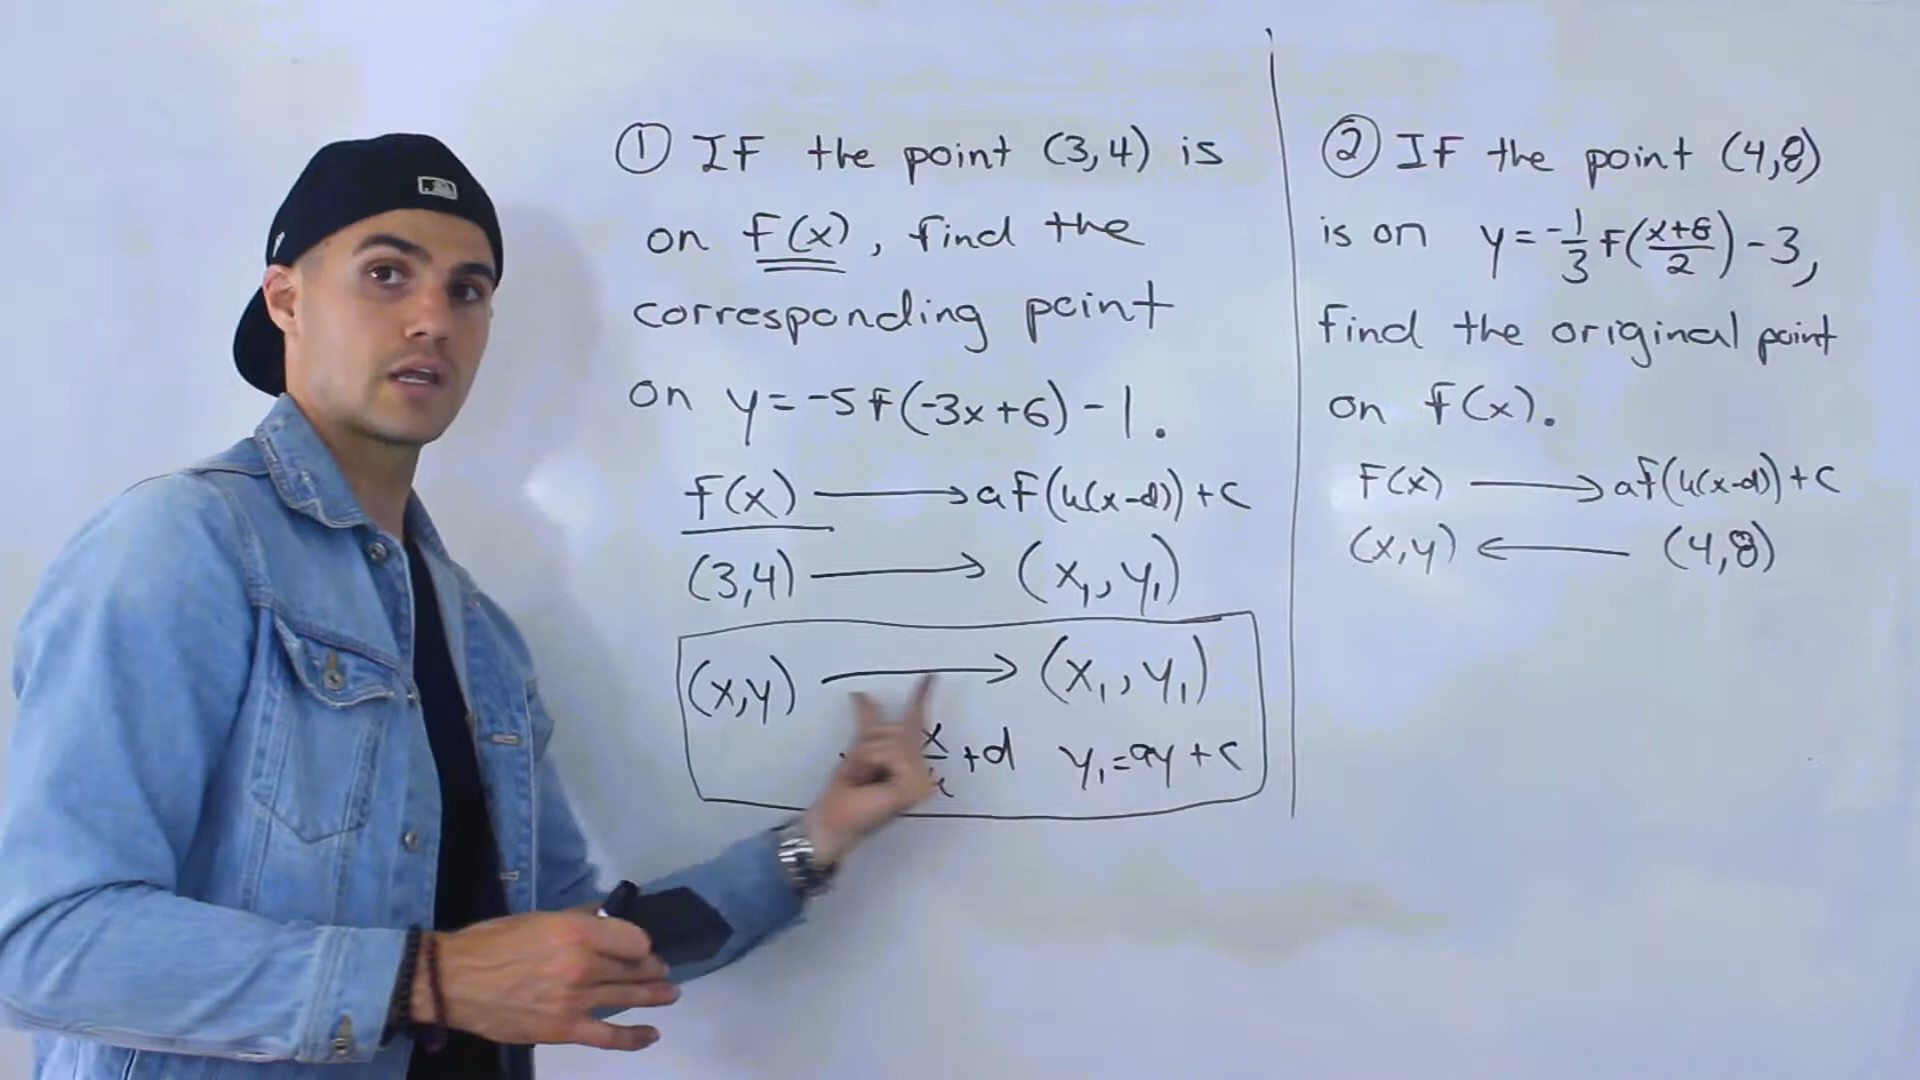 ① IF the point (3,4) is
on f(x), find the
corresponding point
on y=-5f(-3x+6)-1.
f(x) → af(k(x-d))+c
(3,4) → (x₁, y₁)
(x,y) → (x₁, y₁)
x/k +d y₁=ay+c
② IF the point (4,8)
is on y=-1/3 f((x+6)/2)-3,
find the original point
on f(x).
F(x) → af(k(x-d))+c
(x,y) ← (4,8)